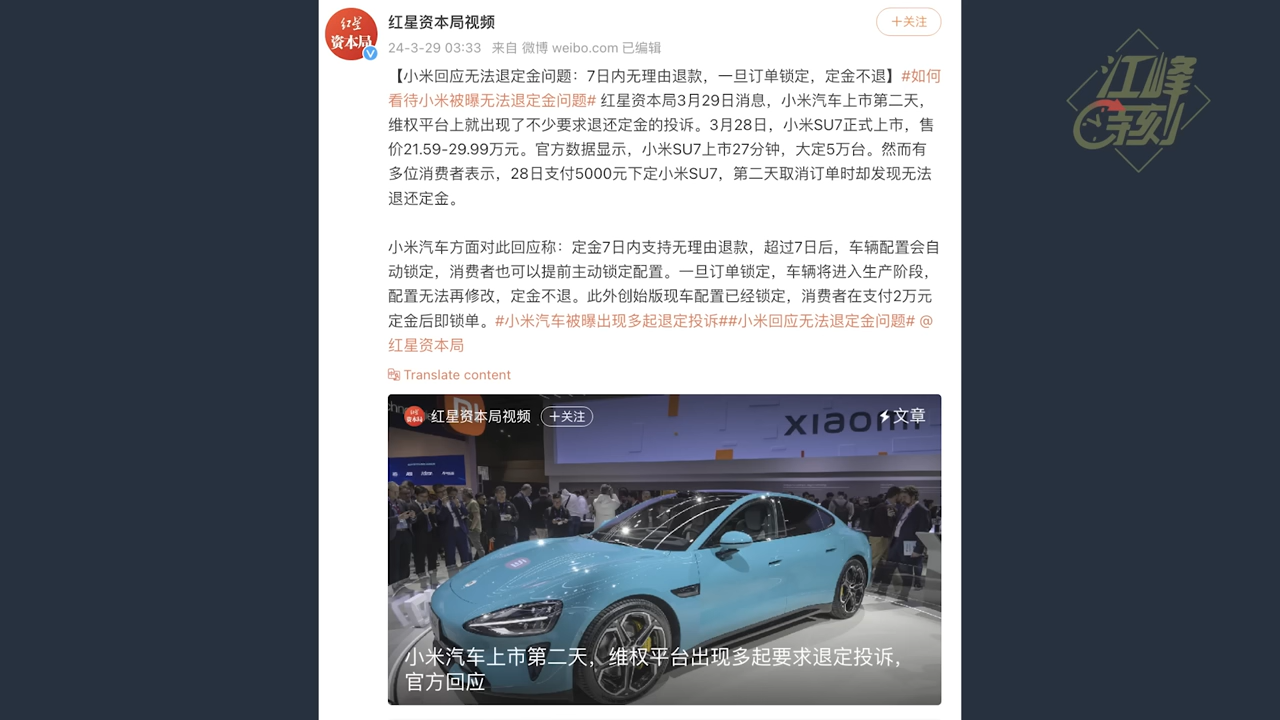 红星资本局视频
+关注
24-3-29 03:33 来自 微博 weibo.com 已编辑
【小米回应无法退定金问题：7日内无理由退款，一旦订单锁定，定金不退】#如何
看待小米被曝无法退定金问题# 红星资本局3月29日消息，小米汽车上市第二天，
维权平台上就出现了不少要求退还定金的投诉。3月28日，小米SU7正式上市，售
价21.59-29.99万元。官方数据显示，小米SU7上市27分钟，大定5万台。然而有
多位消费者表示，28日支付5000元下定小米SU7，第二天取消订单时却发现无法
退还定金。
小米汽车方面对此回应称：定金7日内支持无理由退款，超过7日后，车辆配置会自
动锁定，消费者也可以提前主动锁定配置。一旦订单锁定，车辆将进入生产阶段，
配置无法再修改，定金不退。此外创始版现车配置已经锁定，消费者在支付2万元
定金后即锁单。#小米汽车被曝出现多起退定投诉##小米回应无法退定金问题# @
红星资本局
Translate content
红星资本局视频
+关注
文章
xiaomi
小米汽车上市第二天，维权平台出现多起要求退定投诉，
官方回应
红星
资本局
江峰
时刻